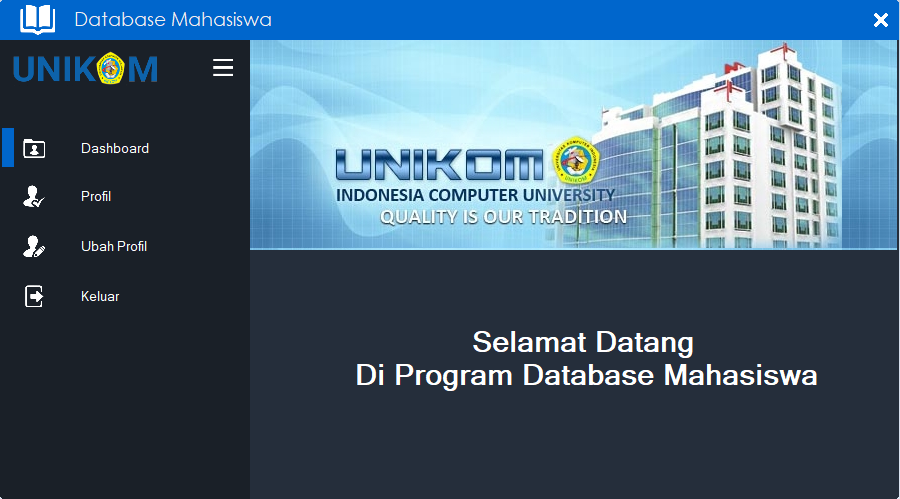 Database Mahasiswa
UNIKOM
Dashboard
Profil
Ubah Profil
Keluar
UNIKOM
INDONESIA COMPUTER UNIVERSITY
QUALITY IS OUR TRADITION
Selamat Datang
Di Program Database Mahasiswa